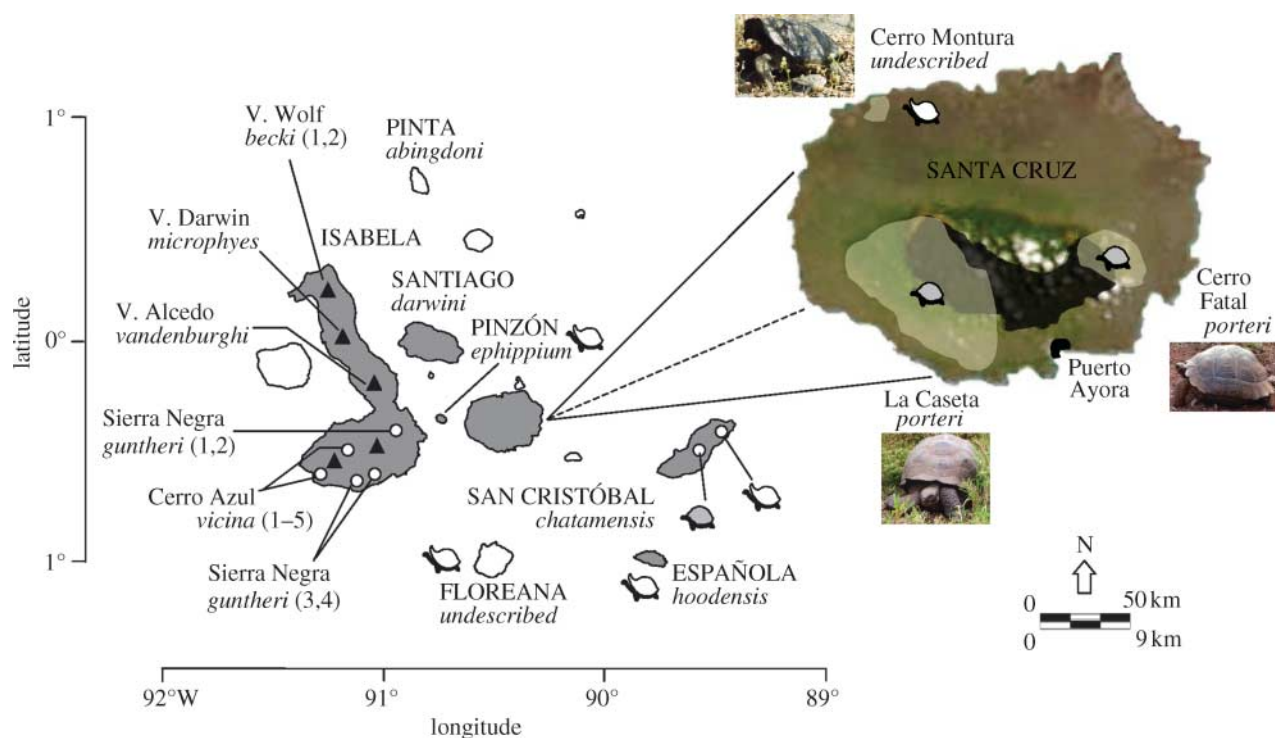 Cerro Montura
undescribed
1°
V. Wolf
becki (1,2)
PINTA
abingdoni
SANTA CRUZ
V. Darwin
microphyes
ISABELA
SANTIAGO
darwini
V. Alcedo
vandenburghi
PINZÓN
ephippium
Cerro
Fatal
porteri
latitude
0°
Puerto
Ayora
La Caseta
porteri
Sierra Negra
guntheri (1,2)
Cerro Azul
vicina (1–5)
SAN CRISTÓBAL
chatamensis
Sierra Negra
guntheri (3,4)
1°
FLOREANA
undescribed
ESPAÑOLA
hoodensis
N
0 50 km
0 9 km
92°W 91° 90° 89°
longitude